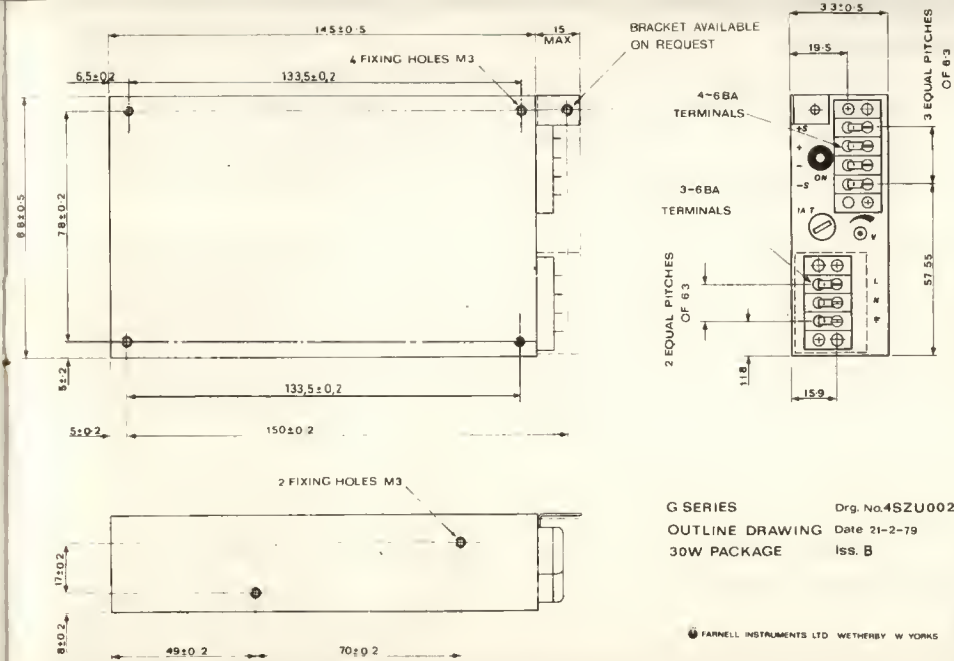 145±0·5
15
MAX
BRACKET AVAILABLE
ON REQUEST
4 FIXING HOLES M3
6,5±0,2
133,5±0,2
88±0·5
78±0·2
5±·2
133,5±0,2
5±0·2
150±0·2
33±0·5
19·5
3 EQUAL PITCHES
OF 6·3
4-6BA
TERMINALS
+S
+
-
ON
-S
1A T
V
3-6BA
TERMINALS
2 EQUAL PITCHES
OF 6·3
L
N
57·55
11·8
15·9
2 FIXING HOLES M3
17±0·2
8±0·2
49±0·2
70±0·2
G SERIES
Drg. No. 4SZU002
OUTLINE DRAWING
Date 21-2-79
30W PACKAGE
Iss. B
FARNELL INSTRUMENTS LTD WETHERBY W YORKS